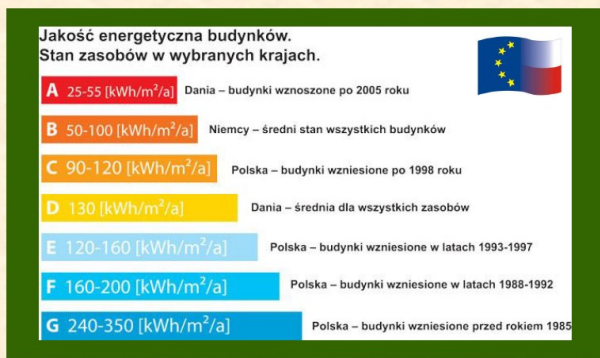 Jakość energetyczna budynków.
Stan zasobów w wybranych krajach.
A 25-55 [kWh/m²/a] Dania – budynki wznoszone po 2005 roku
B 50-100 [kWh/m²/a] Niemcy – średni stan wszystkich budynków
C 90-120 [kWh/m²/a] Polska – budynki wzniesione po 1998 roku
D 130 [kWh/m²/a] Dania – średnia dla wszystkich zasobów
E 120-160 [kWh/m²/a] Polska – budynki wzniesione w latach 1993-1997
F 160-200 [kWh/m²/a] Polska – budynki wzniesione w latach 1988-1992
G 240-350 [kWh/m²/a] Polska – budynki wzniesione przed rokiem 1985